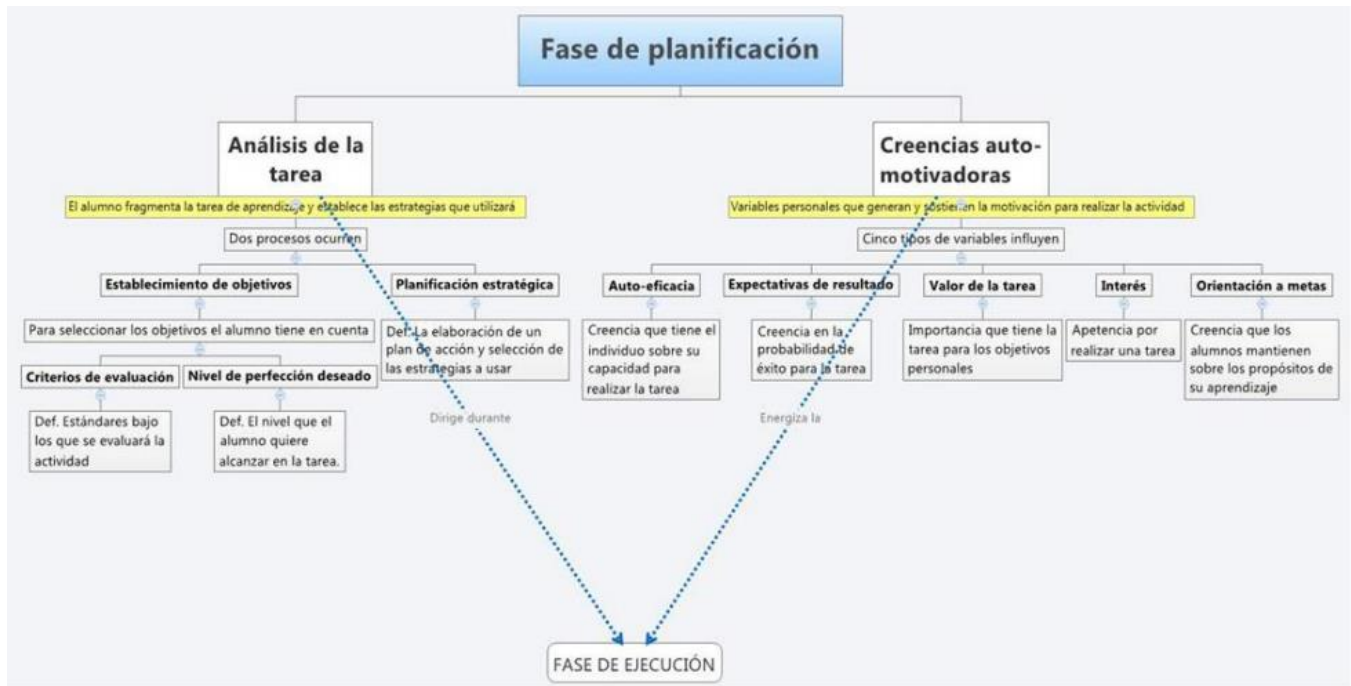 Fase de planificación
Análisis de la
tarea
El alumno fragmenta la tarea de aprendizaje y establece las estrategias que utilizará
Dos procesos ocurren
Establecimiento de objetivos
Para seleccionar los objetivos el alumno tiene en cuenta
Criterios de evaluación
Def. Estándares bajo
los que se evaluará la
actividad
Nivel de perfección deseado
Def. El nivel que el
alumno quiere
alcanzar en la tarea.
Planificación estratégica
Def. La elaboración de un
plan de acción y selección de
las estrategias a usar
Creencias auto-
motivadoras
Variables personales que generan y sostienen la motivación para realizar la actividad
Cinco tipos de variables influyen
Auto-eficacia
Creencia que tiene el
individuo sobre su
capacidad para
realizar la tarea
Expectativas de resultado
Creencia en la
probabilidad de
éxito para la tarea
Valor de la tarea
Importancia que tiene la
tarea para los objetivos
personales
Interés
Apetencia por
realizar una tarea
Orientación a metas
Creencia que los
alumnos mantienen
sobre los propósitos de
su aprendizaje
Dirige durante
Energiza la
FASE DE EJECUCIÓN